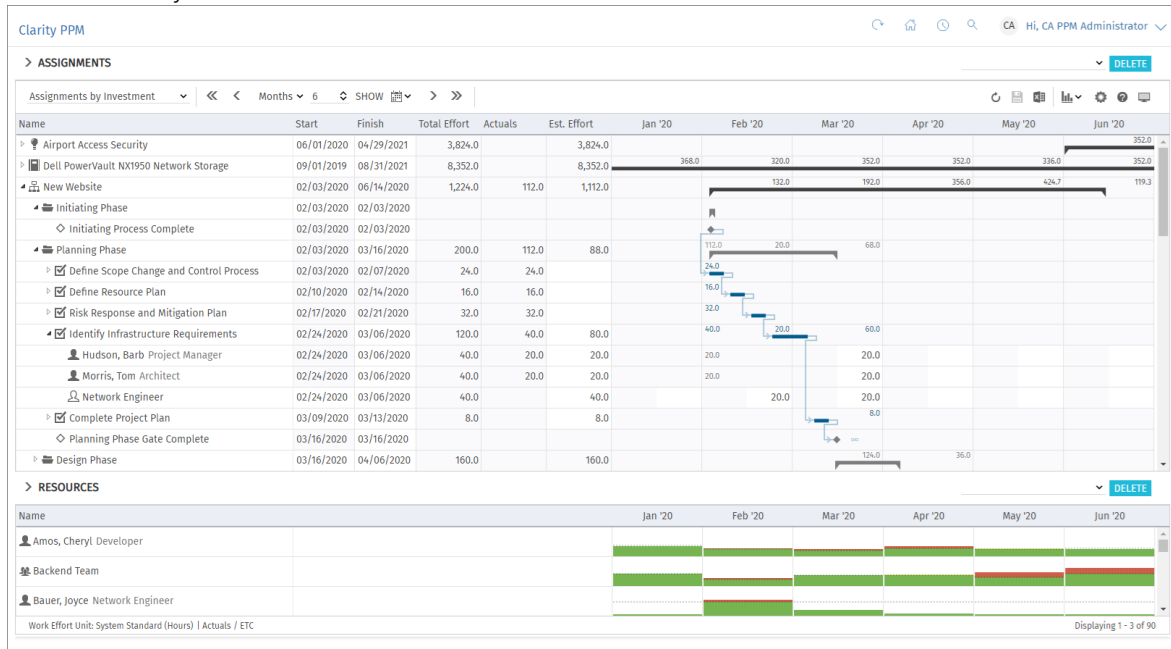 Clarity PPM
CA Hi, CA PPM Administrator
ASSIGNMENTS
DELETE
Assignments by Investment Months 6 SHOW
Name Start Finish Total Effort Actuals Est. Effort Jan '20 Feb '20 Mar '20 Apr '20 May '20 Jun '20
Airport Access Security 06/01/2020 04/29/2021 3,824.0 3,824.0 352.0
Dell PowerVault NX1950 Network Storage 09/01/2019 08/31/2021 8,352.0 8,352.0 368.0 320.0 352.0 352.0 336.0 352.0
New Website 02/03/2020 06/14/2020 1,224.0 112.0 1,112.0 132.0 192.0 356.0 424.7 119.3
Initiating Phase 02/03/2020 02/03/2020
Initiating Process Complete 02/03/2020 02/03/2020
Planning Phase 02/03/2020 03/16/2020 200.0 112.0 88.0 112.0 20.0 68.0
Define Scope Change and Control Process 02/03/2020 02/07/2020 24.0 24.0 24.0
Define Resource Plan 02/10/2020 02/14/2020 16.0 16.0 16.0
Risk Response and Mitigation Plan 02/17/2020 02/21/2020 32.0 32.0 32.0
Identify Infrastructure Requirements 02/24/2020 03/06/2020 120.0 40.0 80.0 40.0 20.0 60.0
Hudson, Barb Project Manager 02/24/2020 03/06/2020 40.0 20.0 20.0 20.0 20.0
Morris, Tom Architect 02/24/2020 03/06/2020 40.0 20.0 20.0 20.0 20.0
Network Engineer 02/24/2020 03/06/2020 40.0 40.0 20.0 20.0
Complete Project Plan 03/09/2020 03/13/2020 8.0 8.0 8.0
Planning Phase Gate Complete 03/16/2020 03/16/2020
Design Phase 03/16/2020 04/06/2020 160.0 160.0 124.0 36.0
RESOURCES
DELETE
Name Jan '20 Feb '20 Mar '20 Apr '20 May '20 Jun '20
Amos, Cheryl Developer
Backend Team
Bauer, Joyce Network Engineer
Work Effort Unit: System Standard (Hours) | Actuals / ETC Displaying 1 - 3 of 90